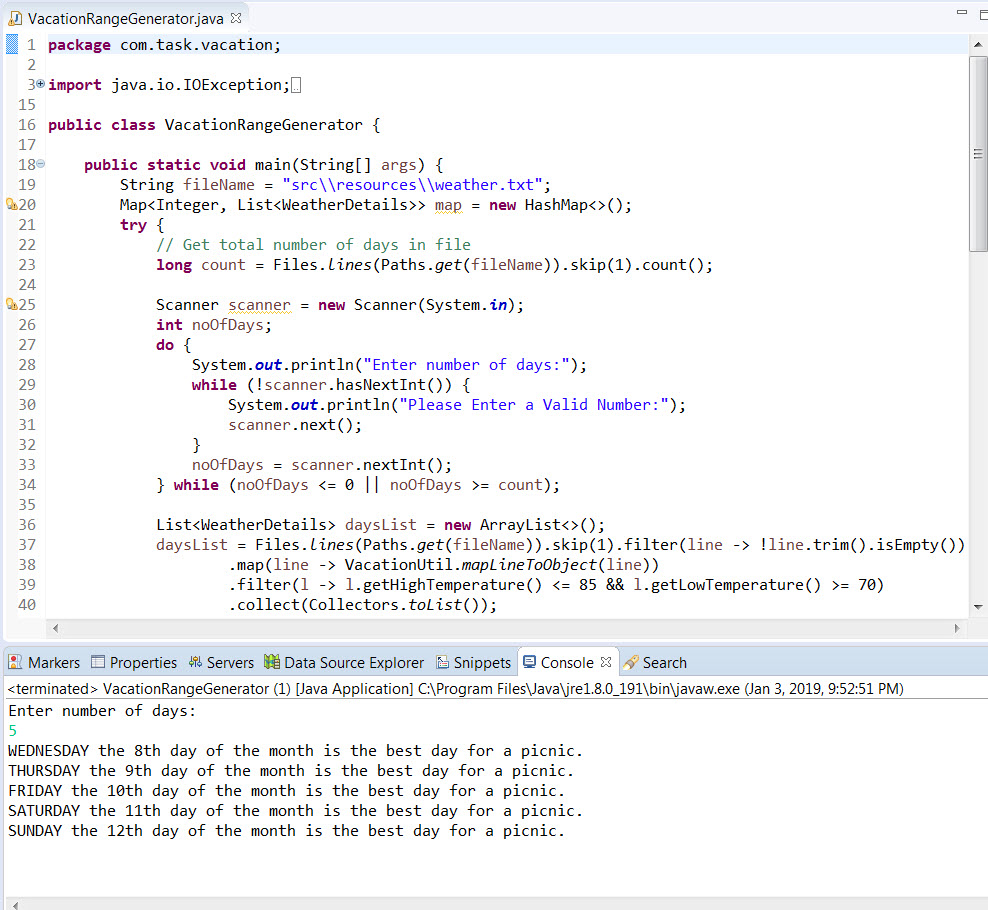 VacationRangeGenerator.java
1 package com.task.vacation;
2
3 import java.io.IOException;
15
16 public class VacationRangeGenerator {
17
18     public static void main(String[] args) {
19         String fileName = "src\\resources\\weather.txt";
20         Map<Integer, List<WeatherDetails>> map = new HashMap<>();
21         try {
22             // Get total number of days in file
23             long count = Files.lines(Paths.get(fileName)).skip(1).count();
24
25             Scanner scanner = new Scanner(System.in);
26             int noOfDays;
27             do {
28                 System.out.println("Enter number of days:");
29                 while (!scanner.hasNextInt()) {
30                     System.out.println("Please Enter a Valid Number:");
31                     scanner.next();
32                 }
33                 noOfDays = scanner.nextInt();
34             } while (noOfDays <= 0 || noOfDays >= count);
35
36             List<WeatherDetails> daysList = new ArrayList<>();
37             daysList = Files.lines(Paths.get(fileName)).skip(1).filter(line -> !line.trim().isEmpty())
38                     .map(line -> VacationUtil.mapLineToObject(line))
39                     .filter(l -> l.getHighTemperature() <= 85 && l.getLowTemperature() >= 70)
40                     .collect(Collectors.toList());
Markers Properties Servers Data Source Explorer Snippets Console Search
<terminated> VacationRangeGenerator (1) [Java Application] C:\Program Files\Java\jre1.8.0_191\bin\javaw.exe (Jan 3, 2019, 9:52:51 PM)
Enter number of days:
5
WEDNESDAY the 8th day of the month is the best day for a picnic.
THURSDAY the 9th day of the month is the best day for a picnic.
FRIDAY the 10th day of the month is the best day for a picnic.
SATURDAY the 11th day of the month is the best day for a picnic.
SUNDAY the 12th day of the month is the best day for a picnic.